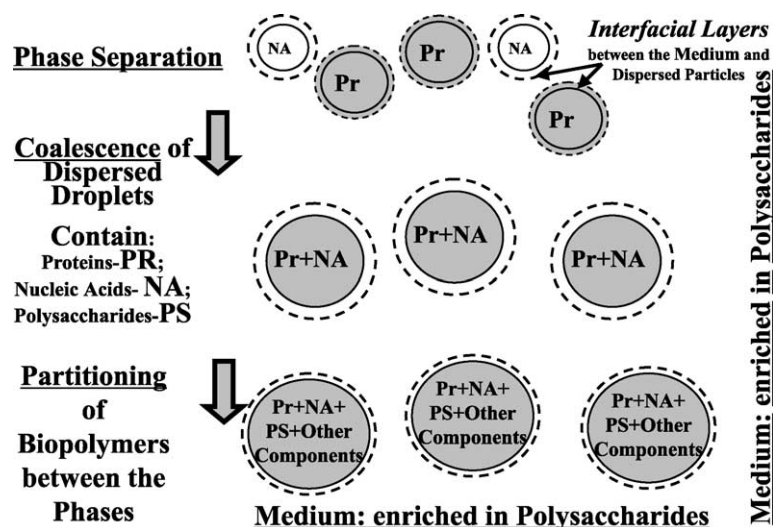 Phase Separation
NA
Pr
Pr
NA
Pr
Interfacial Layers
between the Medium and
Dispersed Particles
Coalescence of
Dispersed
Droplets
Contain:
Proteins-PR;
Nucleic Acids- NA;
Polysaccharides-PS
Pr+NA
Pr+NA
Pr+NA
Partitioning
of
Biopolymers
between the
Phases
Pr+NA+
PS+Other
Components
Pr+NA+
PS+Other
Components
Pr+NA+
PS+Other
Components
Medium: enriched in Polysaccharides
Medium: enriched in Polysaccharides